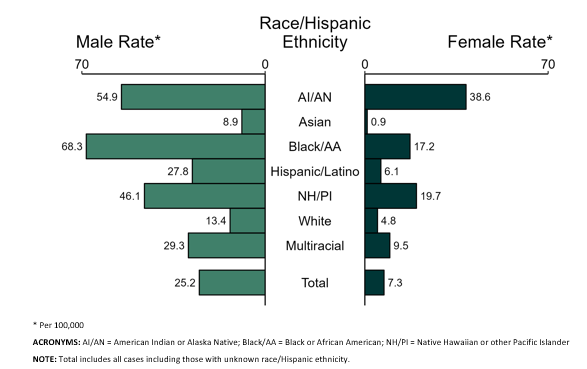 Race/Hispanic
Male Rate* Ethnicity Female Rate*
70 0 0 70
54.9 AI/AN 38.6
8.9 Asian 0.9
68.3 Black/AA 17.2
27.8 Hispanic/Latino 6.1
46.1 NH/PI 19.7
13.4 White 4.8
29.3 Multiracial 9.5
25.2 Total 7.3
* Per 100,000
ACRONYMS: AI/AN = American Indian or Alaska Native; Black/AA = Black or African American; NH/PI = Native Hawaiian or other Pacific Islander
NOTE: Total includes all cases including those with unknown race/Hispanic ethnicity.